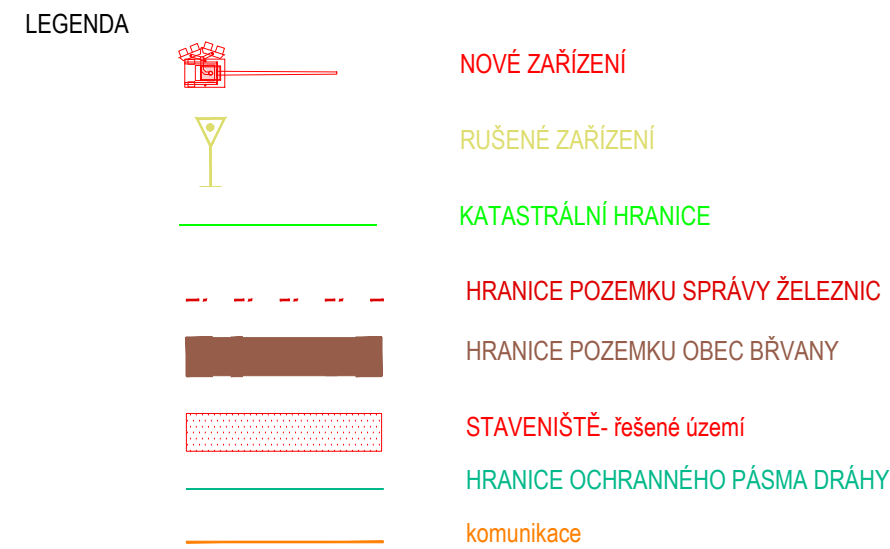 LEGENDA
NOVÉ ZAŘÍZENÍ
RUŠENÉ ZAŘÍZENÍ
KATASTRÁLNÍ HRANICE
HRANICE POZEMKU SPRÁVY ŽELEZNIC
HRANICE POZEMKU OBEC BŘVANY
STAVENIŠTĚ- řešené území
HRANICE OCHRANNÉHO PÁSMA DRÁHY
komunikace